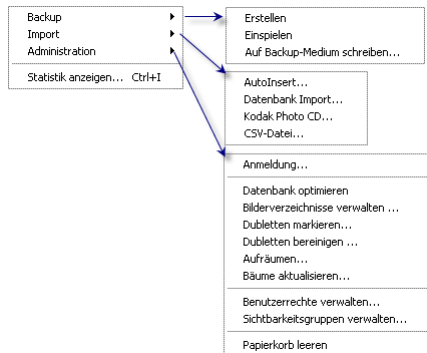 Backup
Import
Administration
Statistik anzeigen... Ctrl+I
Erstellen
Einspielen
Auf Backup-Medium schreiben...
AutoInsert...
Datenbank Import...
Kodak Photo CD...
CSV-Datei...
Anmeldung...
Datenbank optimieren
Bilderverzeichnisse verwalten ...
Dubletten markieren...
Dubletten bereinigen ...
Aufräumen...
Bäume aktualisieren...
Benutzerrechte verwalten...
Sichtbarkeitsgruppen verwalten...
Papierkorb leeren